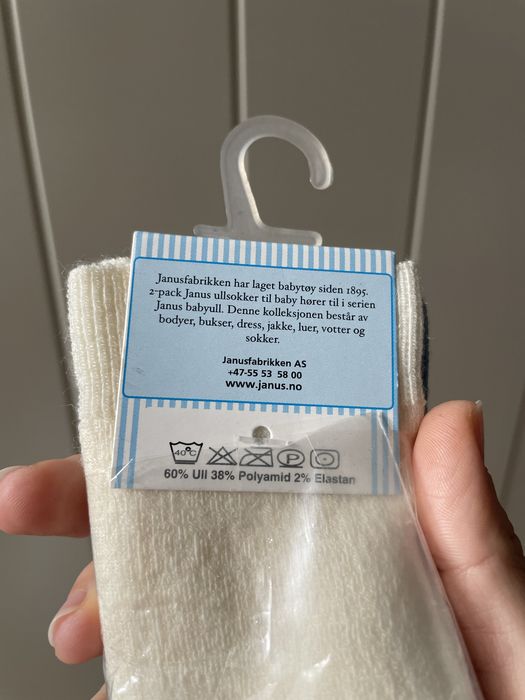 Janusfabrikken har laget babytøy siden 1895.
2-pack Janus ullsokker til baby hører til i serien
Janus babyull. Denne kolleksjonen består av
bodyer, bukser, dress, jakke, luer, votter og
sokker.
Janusfabrikken AS
+47-55 53 58 00
www.janus.no
40°C P
60% Ull 38% Polyamid 2% Elastan